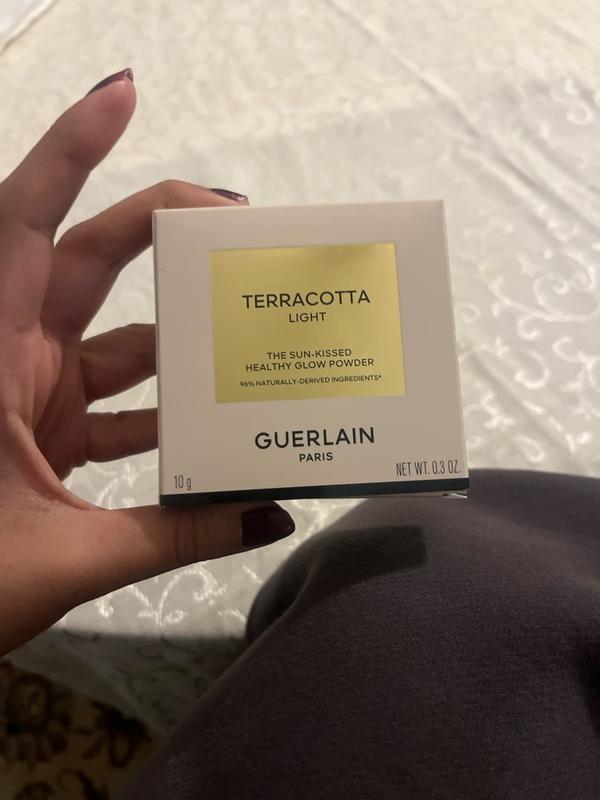 TERRACOTTA
LIGHT
THE SUN-KISSED
HEALTHY GLOW POWDER
96% NATURALLY-DERIVED INGREDIENTS*
GUERLAIN
PARIS
10 g
NET WT. 0.3 OZ.